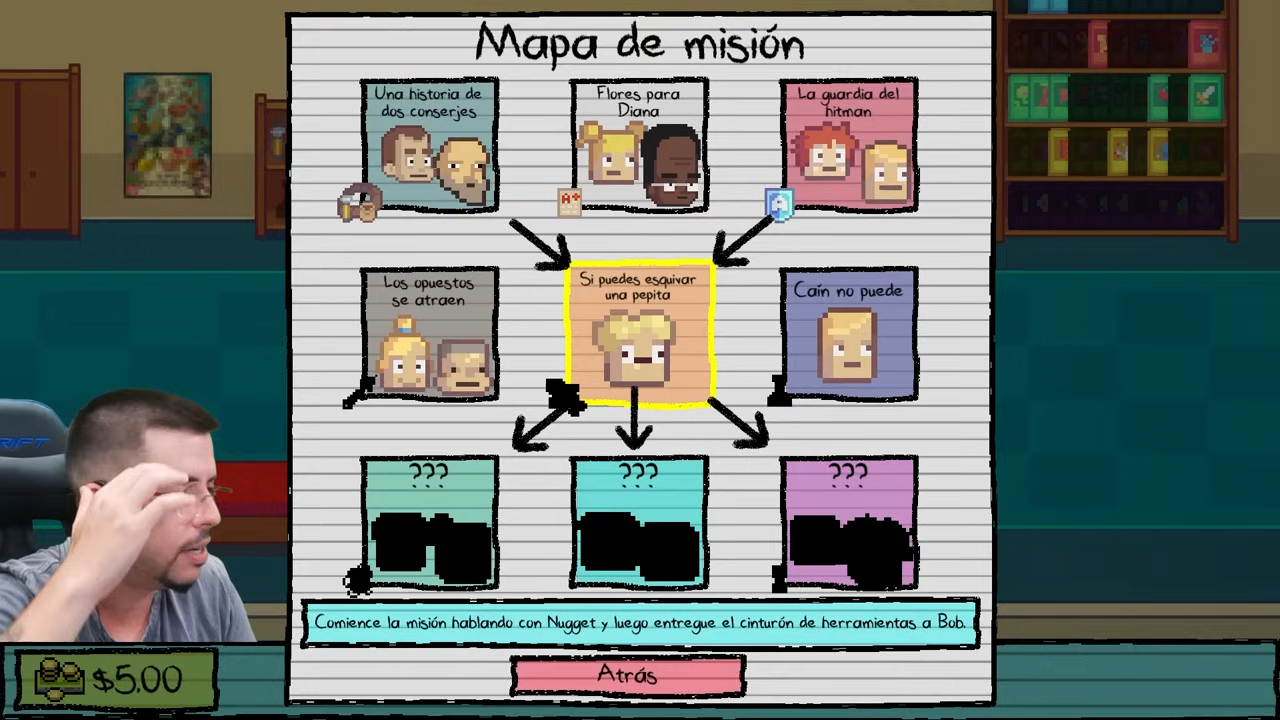 Mapa de misión
Una historia de
dos conserjes
Flores para
Diana
La guardia del
hitman
A+
A
Los opuestos
se atraen
Si puedes esquivar
una pepita
Caín no puede
???
???
???
Comience la misión hablando con Nugget y luego entregue el cinturón de herramientas a Bob.
Atrás
$5.00